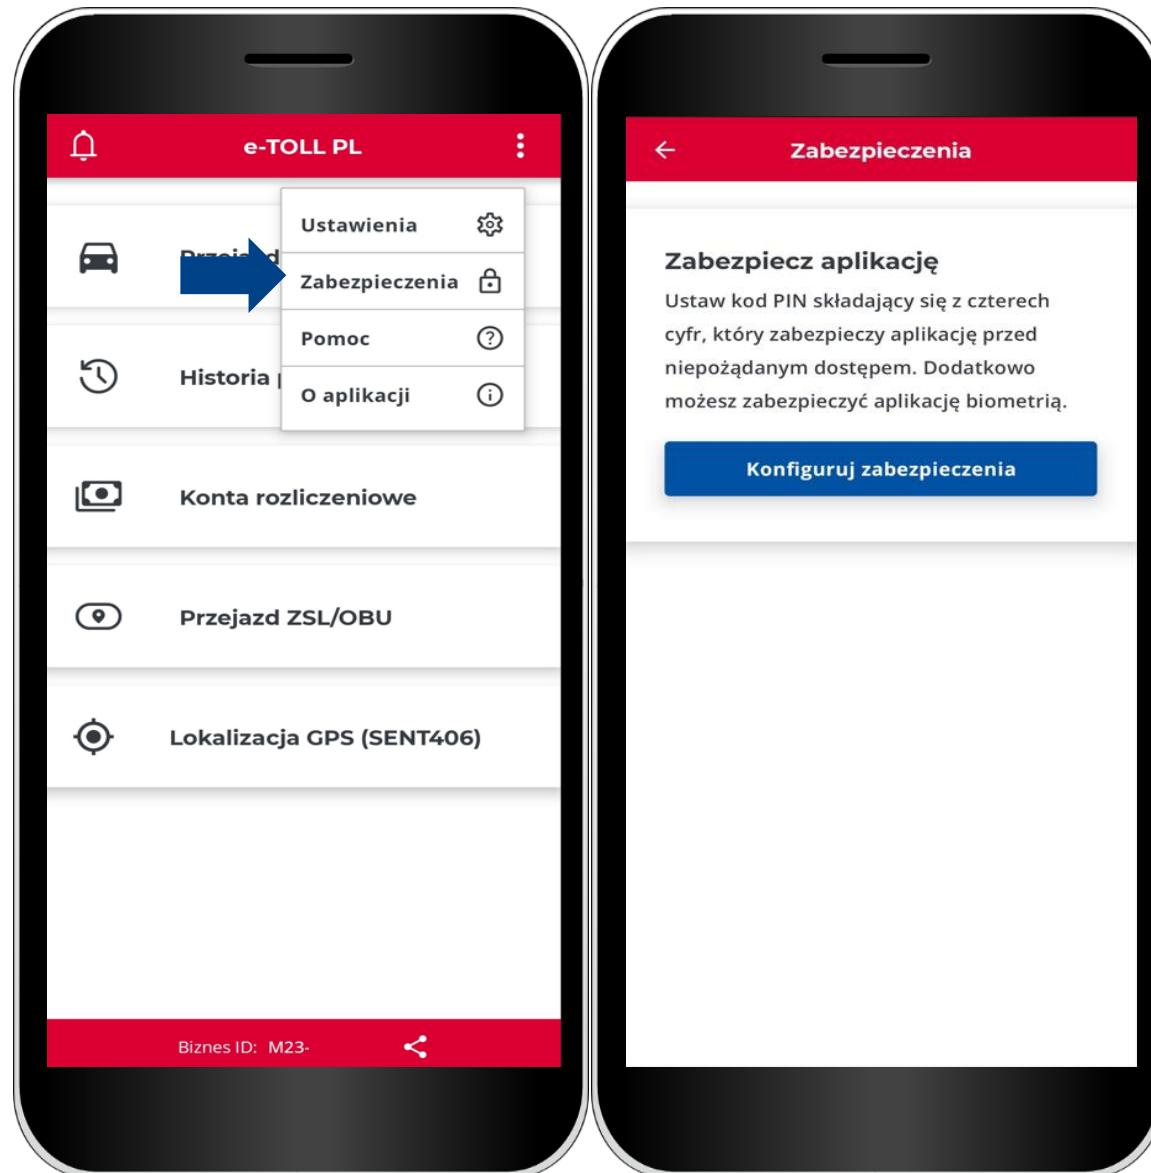 e-TOLL PL
Ustawienia
Zabezpieczenia
Pomoc
O aplikacji
Historia
Konta rozliczeniowe
Przejazd ZSL/OBU
Lokalizacja GPS (SENT406)
Biznes ID: M23-
Zabezpieczenia
Zabezpiecz aplikację
Ustaw kod PIN składający się z czterech
cyfr, który zabezpieczy aplikację przed
niepożądanym dostępem. Dodatkowo
możesz zabezpieczyć aplikację biometrią.
Konfiguruj zabezpieczenia